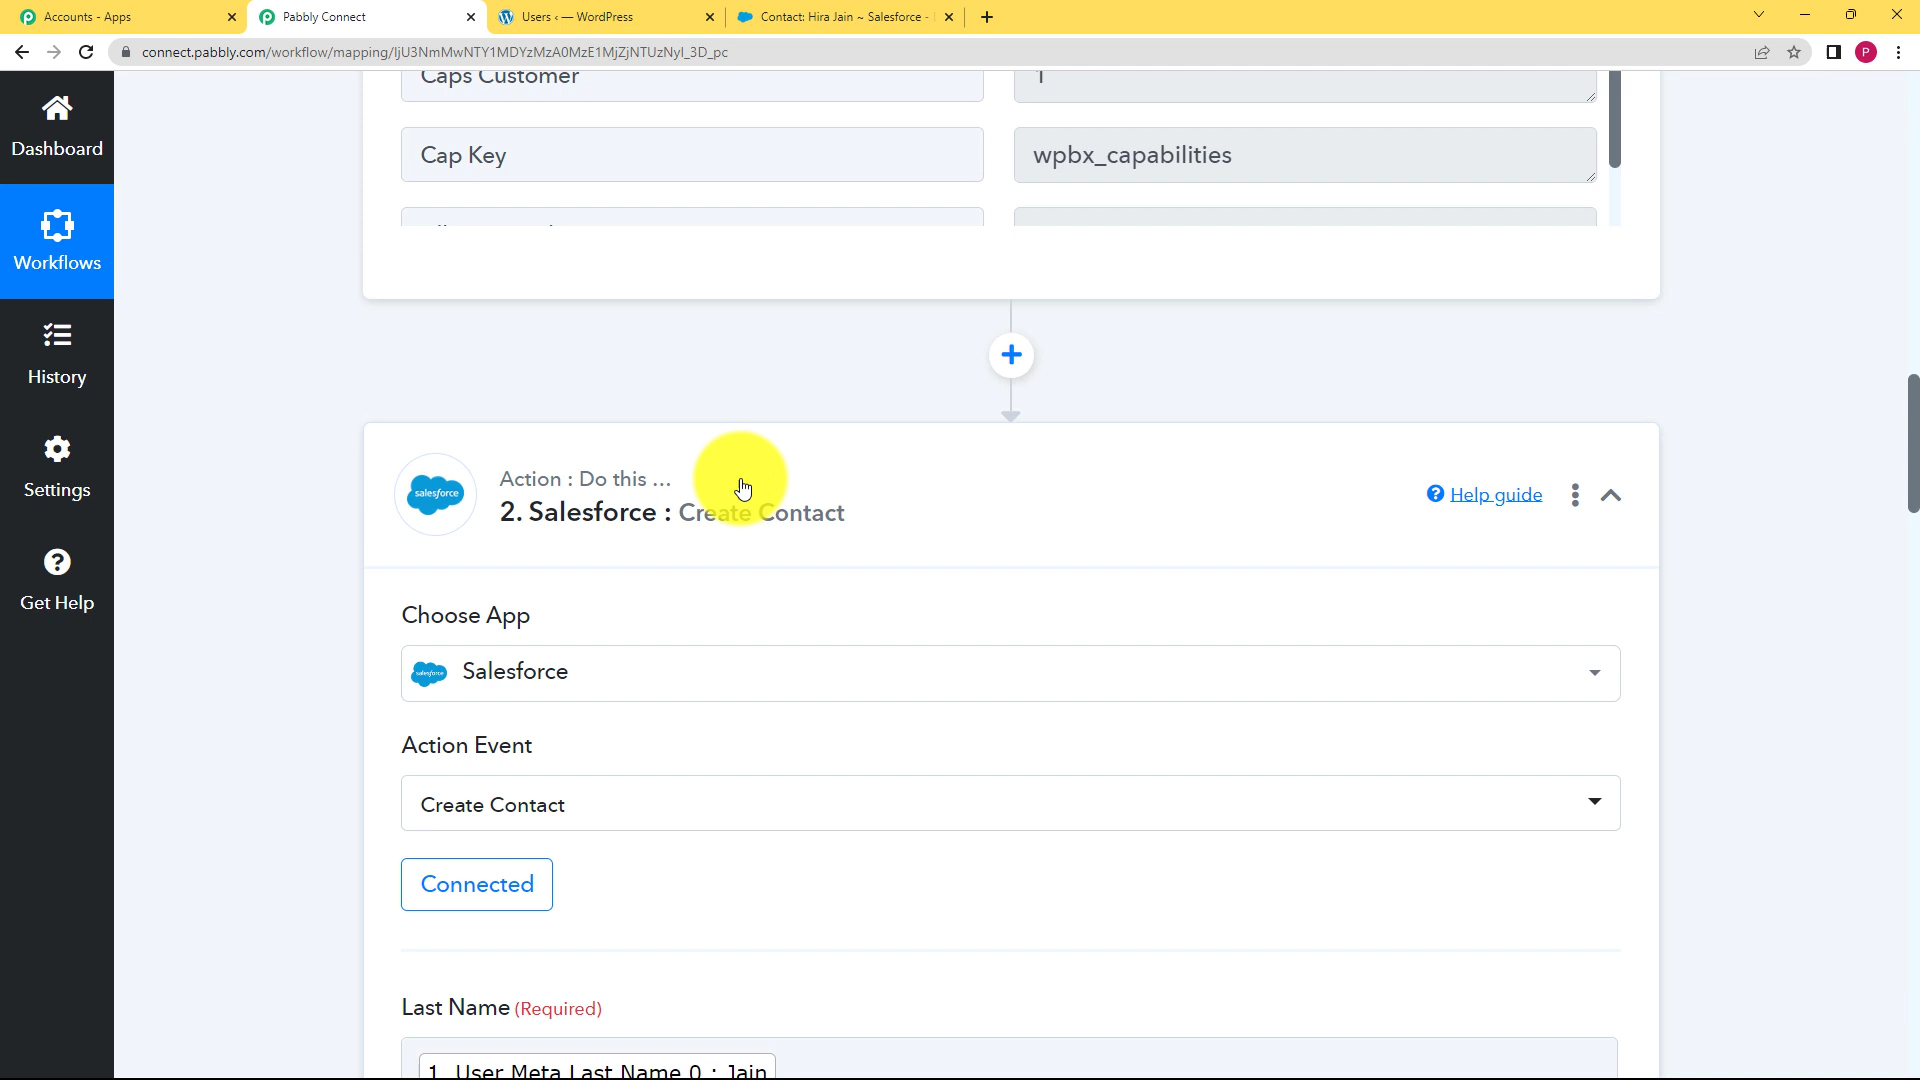 Accounts - Apps
Pabbly Connect
Users ‹ — WordPress
Contact: Hira Jain ~ Salesforce -
connect.pabbly.com/workflow/mapping/IjU3NmMwNTY1MDYzMzA0MzE1MjZjNTUzNyI_3D_pc
P
Caps Customer
1
Cap Key
wpbx_capabilities
Dashboard
Workflows
History
Settings
Get Help
salesforce
Action : Do this ...
2. Salesforce : Create Contact
Help guide
Choose App
salesforce
Salesforce
Action Event
Create Contact
Connected
Last Name (Required)
1. User Meta Last Name 0 : Jain